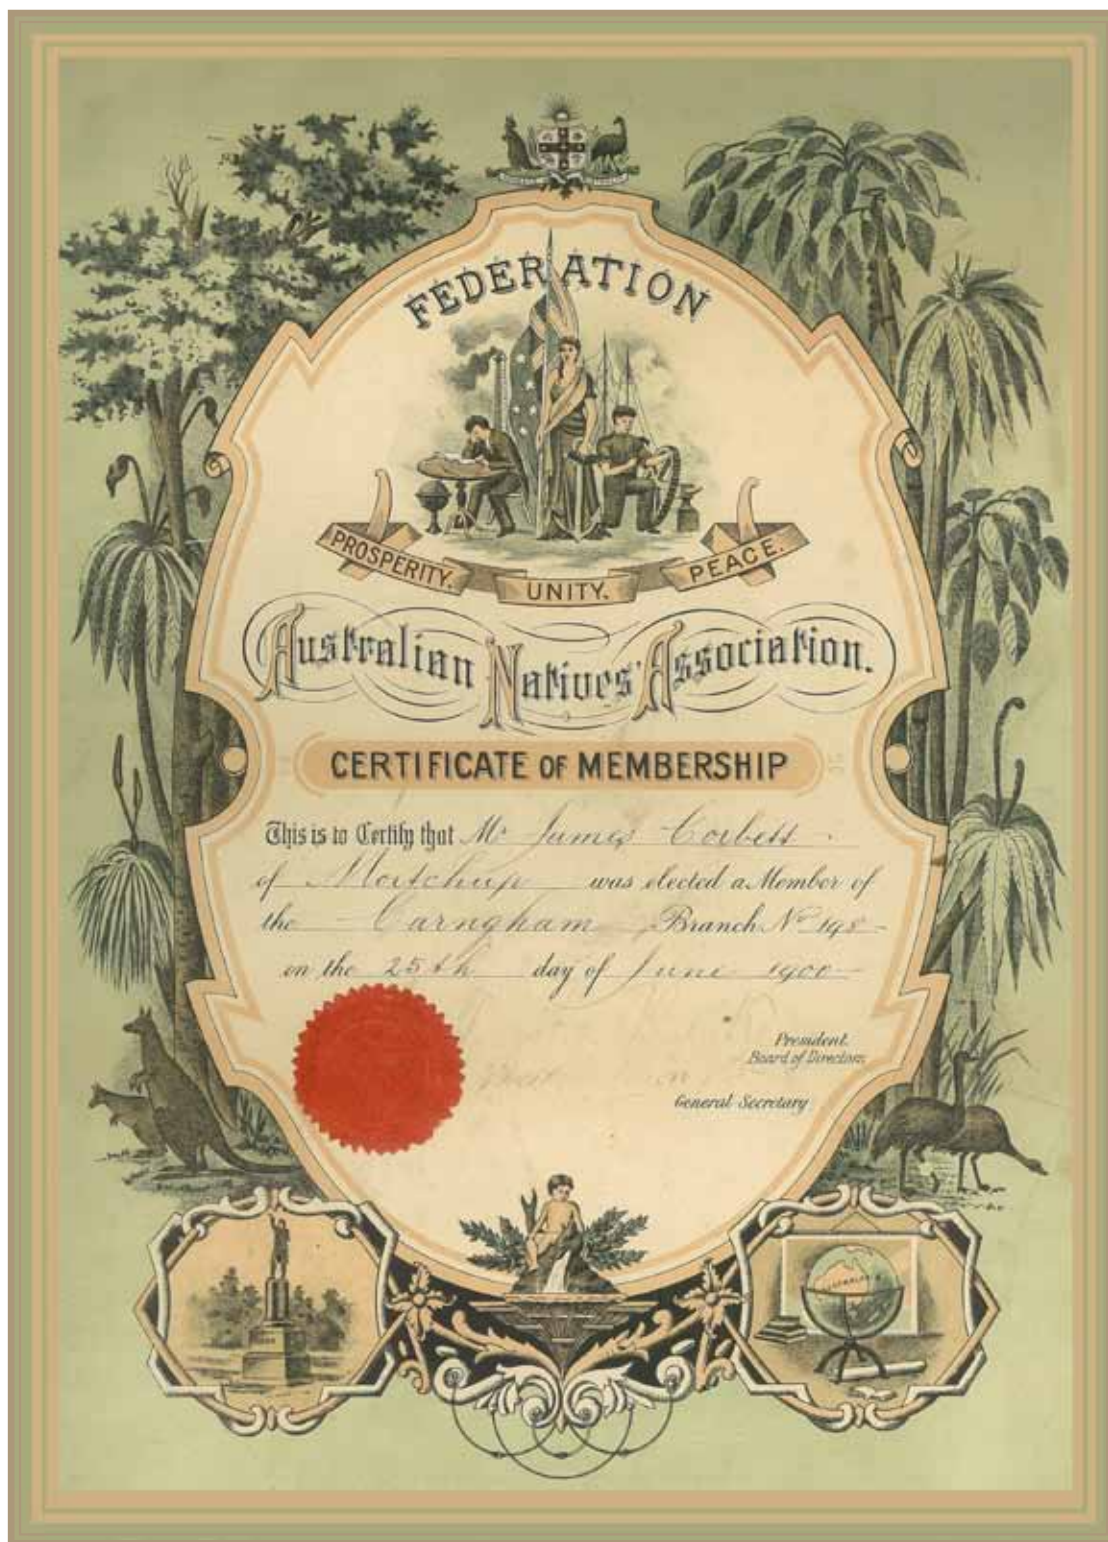 FEDERATION
PROSPERITY. UNITY. PEACE.
Australian Natives' Association.
CERTIFICATE OF MEMBERSHIP
This is to Certify that Mr James Corbett
of Mortchup was elected a Member of
the Carngham Branch No 198
on the 25th day of June 1900
President.
Board of Directors
General Secretary
AUSTRALIA